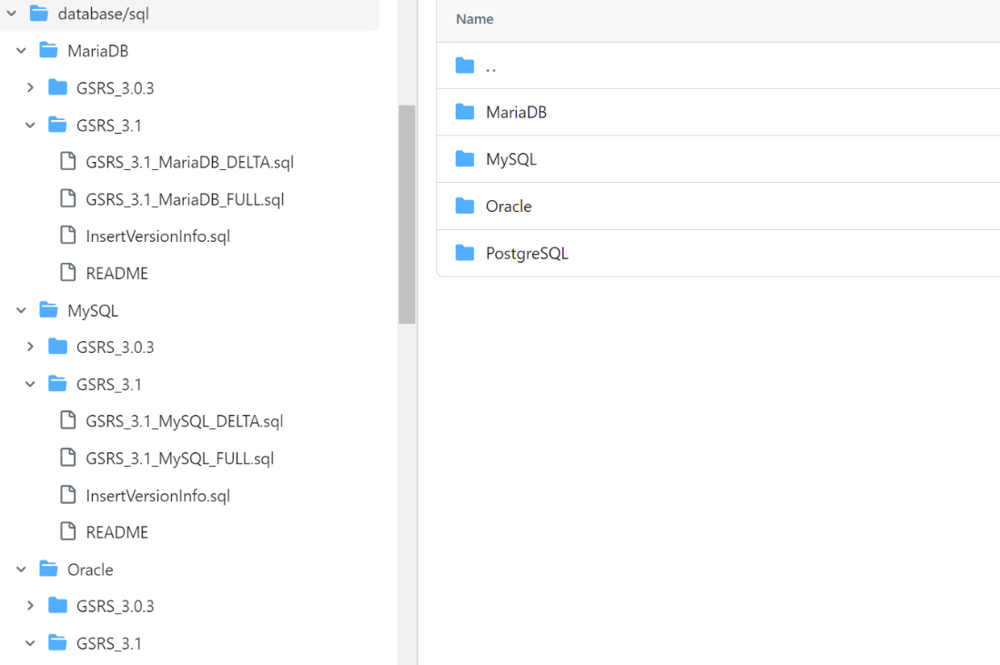 database/sql
MariaDB
GSRS_3.0.3
GSRS_3.1
GSRS_3.1_MariaDB_DELTA.sql
GSRS_3.1_MariaDB_FULL.sql
InsertVersionInfo.sql
README
MySQL
GSRS_3.0.3
GSRS_3.1
GSRS_3.1_MySQL_DELTA.sql
GSRS_3.1_MySQL_FULL.sql
InsertVersionInfo.sql
README
Oracle
GSRS_3.0.3
GSRS_3.1
Name
..
MariaDB
MySQL
Oracle
PostgreSQL